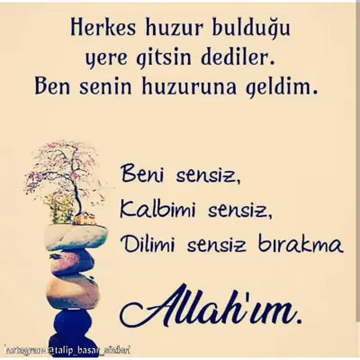 Herkes huzur bulduğu
yere gitsin dediler.
Ben senin huzuruna geldim.
Beni sensiz,
Kalbimi sensiz,
Dilimi sensiz bırakma
Allah'ım.